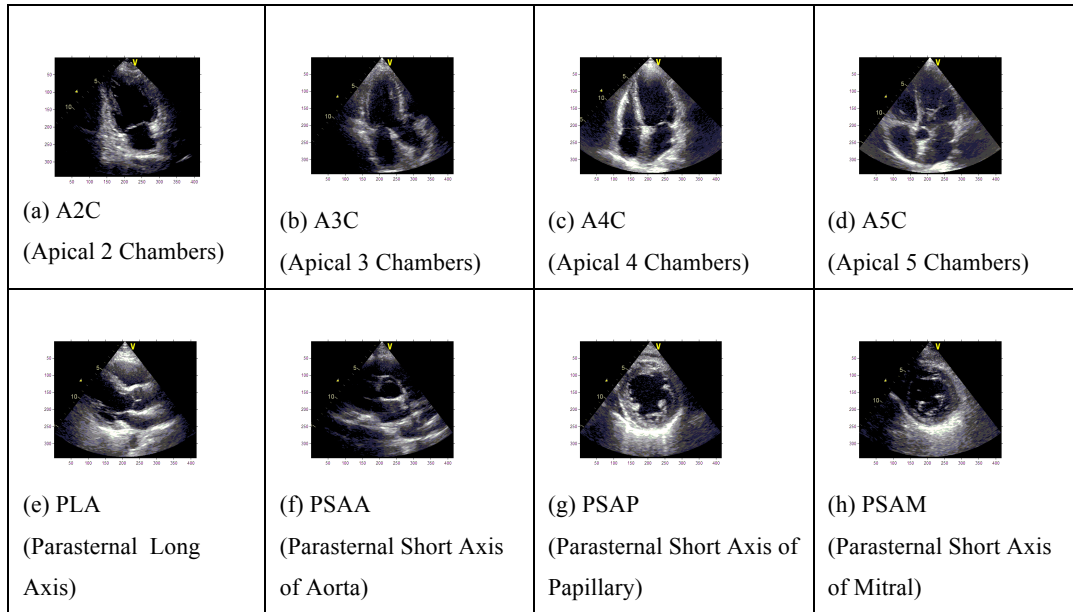 (a) A2C
(Apical 2 Chambers)
(b) A3C
(Apical 3 Chambers)
(c) A4C
(Apical 4 Chambers)
(d) A5C
(Apical 5 Chambers)
(e) PLA
(Parasternal Long
Axis)
(f) PSAA
(Parasternal Short Axis
of Aorta)
(g) PSAP
(Parasternal Short Axis of
Papillary)
(h) PSAM
(Parasternal Short Axis
of Mitral)